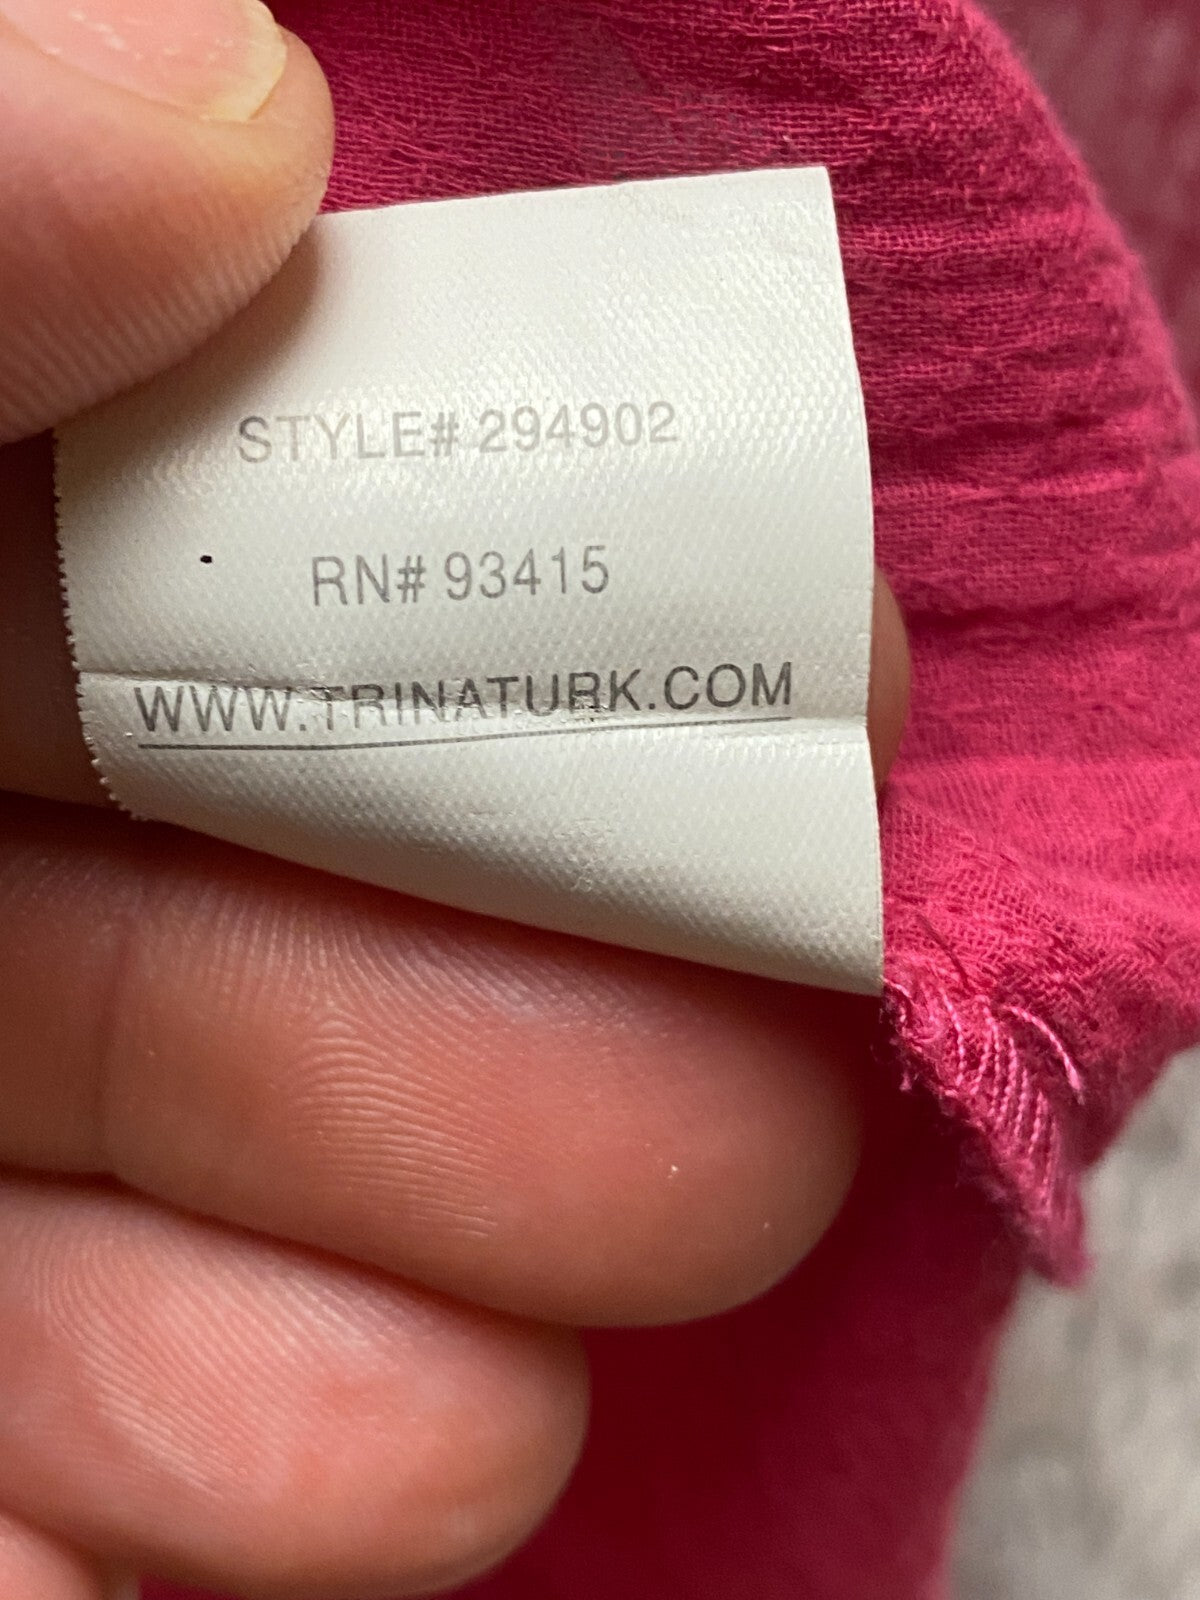 STYLE# 294902
RN# 93415
WWW.TRINATURK.COM